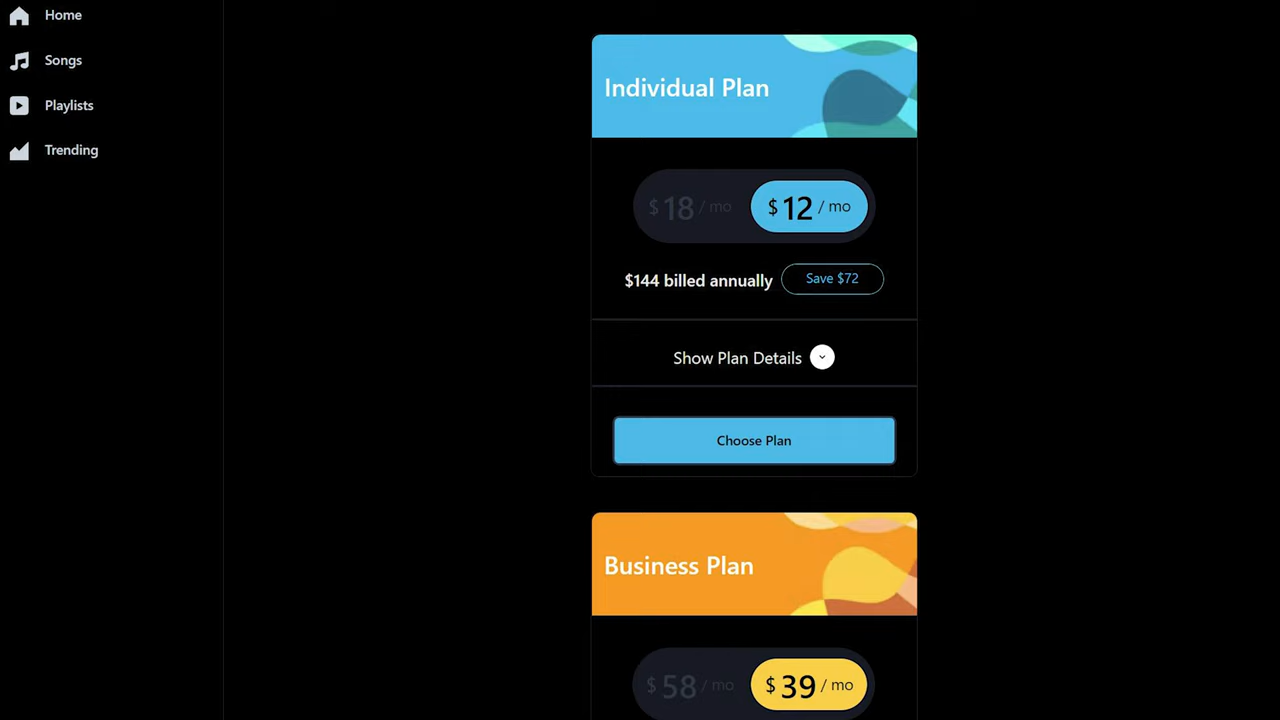 Home
Songs
Playlists
Trending
Individual Plan
$ 18 / mo $ 12 / mo
$144 billed annually Save $72
Show Plan Details
Choose Plan
Business Plan
$ 58 / mo $ 39 / mo